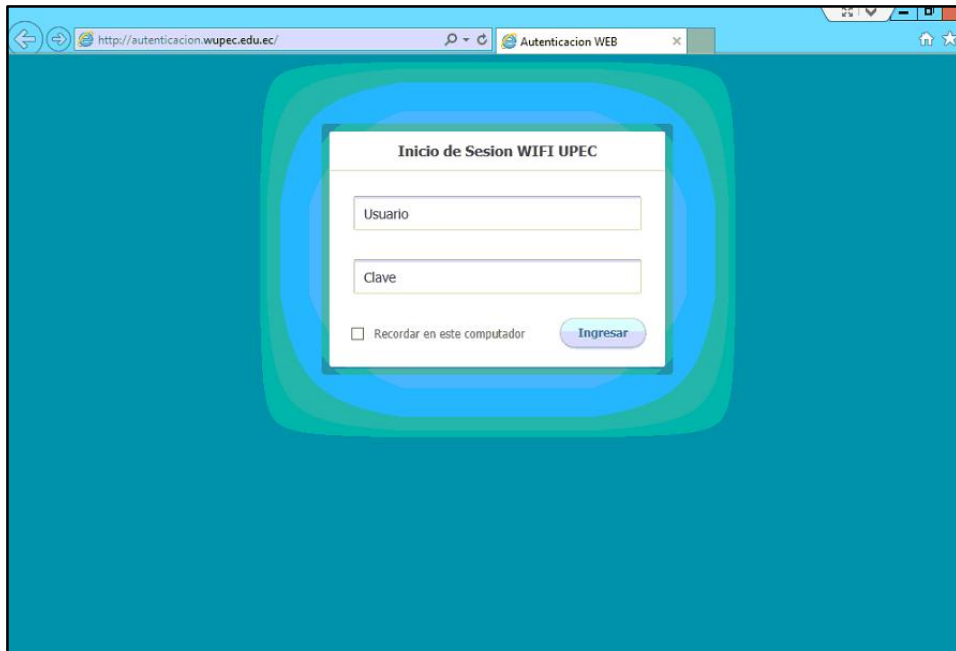 http://autenticacion.wupec.edu.ec/
Autenticacion WEB
Inicio de Sesion WIFI UPEC
Usuario
Clave
Recordar en este computador
Ingresar